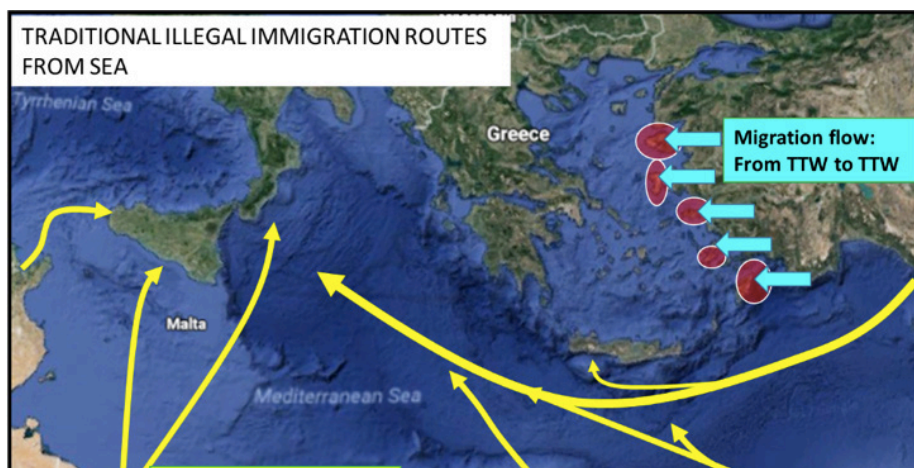 TRADITIONAL ILLEGAL IMMIGRATION ROUTES
FROM SEA
Tyrrhenian Sea
Greece
Migration flow:
From TTW to TTW
Malta
Mediterranean Sea